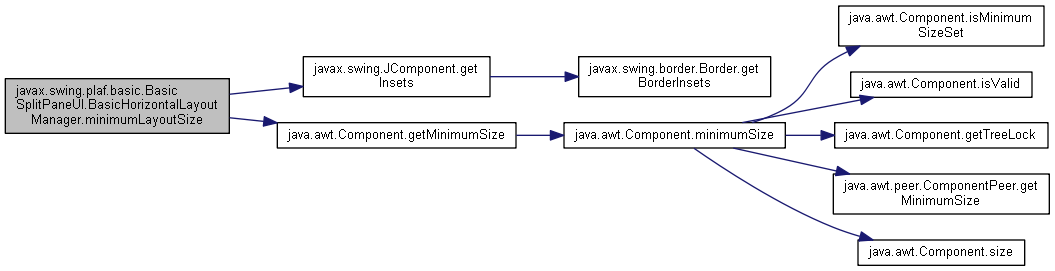 javax.swing.plaf.basic.Basic
SplitPaneUI.BasicHorizontalLayout
Manager.minimumLayoutSize
javax.swing.JComponent.get
Insets
javax.swing.border.Border.get
BorderInsets
java.awt.Component.getMinimumSize
java.awt.Component.minimumSize
java.awt.Component.isMinimum
SizeSet
java.awt.Component.isValid
java.awt.Component.getTreeLock
java.awt.peer.ComponentPeer.get
MinimumSize
java.awt.Component.size